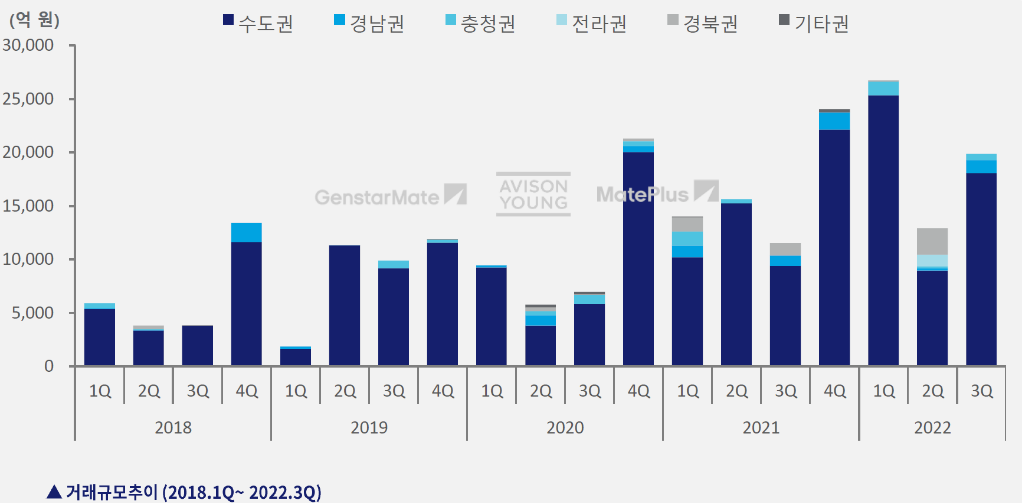 (억 원)
수도권 경남권 충청권 전라권 경북권 기타권
30,000
25,000
20,000
15,000
10,000
5,000
0
GenstarMate
AVISON
YOUNG
MatePlus
1Q 2Q 3Q 4Q 1Q 2Q 3Q 4Q 1Q 2Q 3Q 4Q 1Q 2Q 3Q 4Q 1Q 2Q 3Q
2018 2019 2020 2021 2022
▲ 거래규모추이 (2018.1Q~ 2022.3Q)